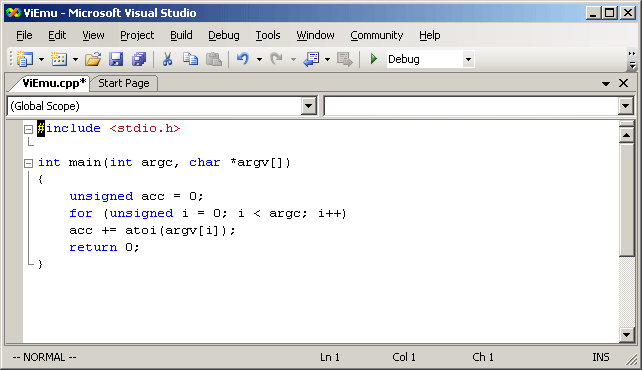 ViEmu - Microsoft Visual Studio
File Edit View Project Build Debug Tools Window Community Help
Debug
ViEmu.cpp* Start Page
(Global Scope)
#include <stdio.h>
int main(int argc, char *argv[])
{
    unsigned acc = 0;
    for (unsigned i = 0; i < argc; i++)
    acc += atoi(argv[i]);
    return 0;
}
-- NORMAL -- Ln 1 Col 1 Ch 1 INS